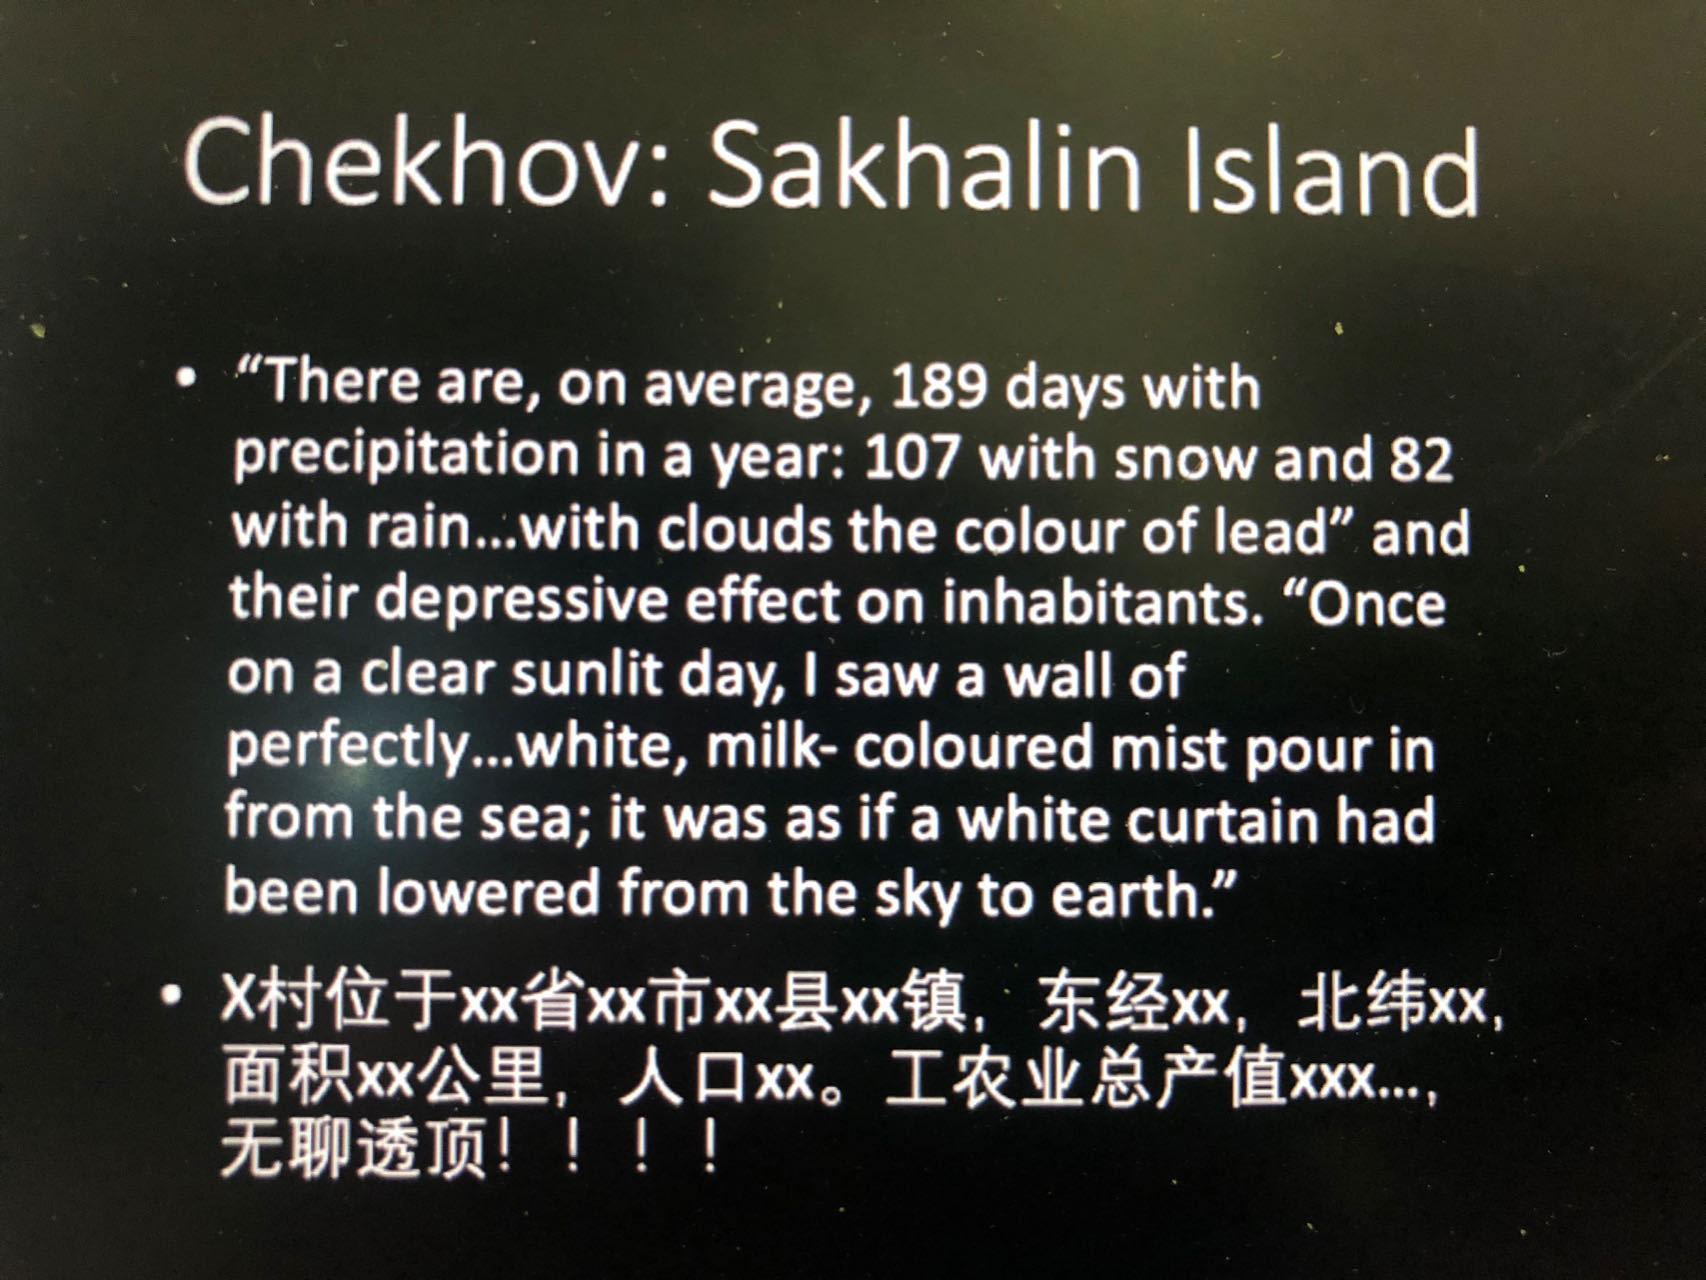 Chekhov: Sakhalin Island
• “There are, on average, 189 days with
precipitation in a year: 107 with snow and 82
with rain...with clouds the colour of lead” and
their depressive effect on inhabitants. “Once
on a clear sunlit day, I saw a wall of
perfectly...white, milk- coloured mist pour in
from the sea; it was as if a white curtain had
been lowered from the sky to earth.”
• X村位于xx省xx市xx县xx镇，东经xx，北纬xx，
面积xx公里，人口xx。工农业总产值xxx...，
无聊透顶！！！！